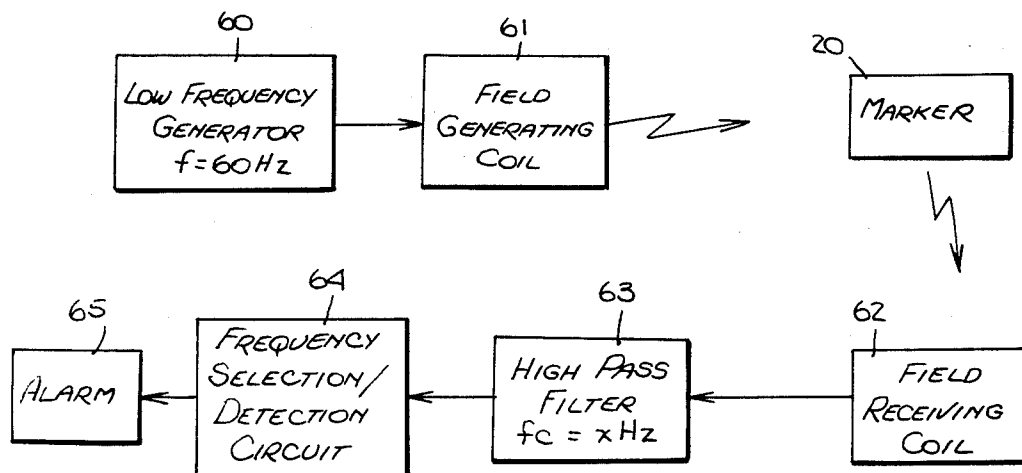 60
LOW FREQUENCY
GENERATOR
f=60Hz
61
FIELD
GENERATING
COIL
20
MARKER
65
ALARM
64
FREQUENCY
SELECTION/
DETECTION
CIRCUIT
63
HIGH PASS
FILTER
fc = xHz
62
FIELD
RECEIVING
COIL